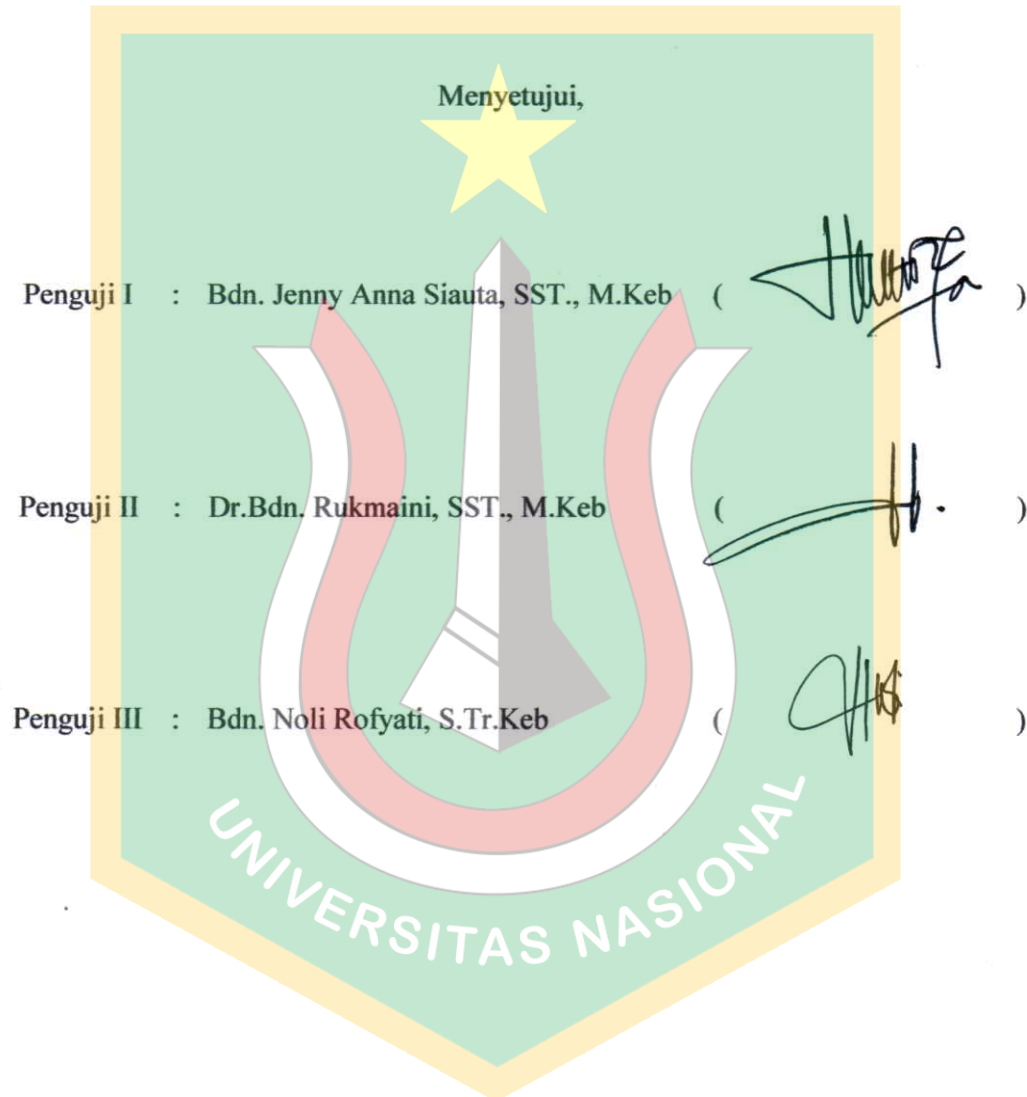 Menyetujui,
Penguji I : Bdn. Jenny Anna Siauta, SST., M.Keb ( )
Penguji II : Dr.Bdn. Rukmaini, SST., M.Keb ( )
Penguji III : Bdn. Noli Rofyati, S.Tr.Keb ( )
UNIVERSITAS NASIONAL